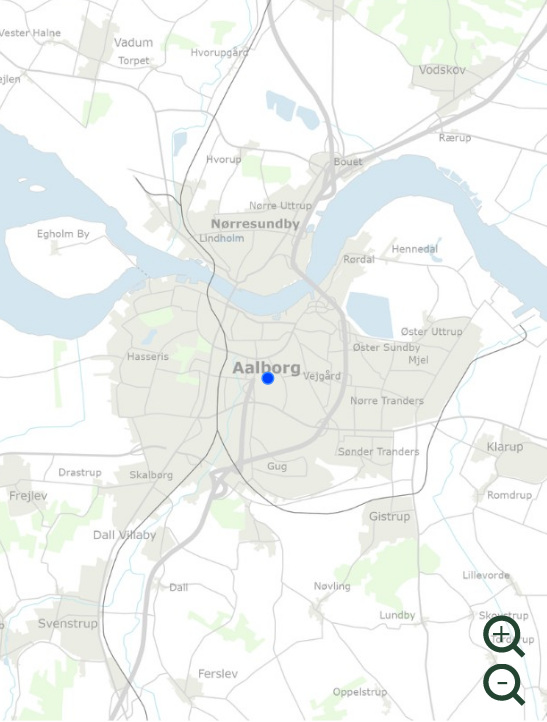 Vester Halne
Vadum
Torpet
Hvorupgård
Vodskov
Rærup
Hvorup
Bouet
Nørre Uttrup
Nørresundby
Lindholm
Egholm By
Hennedal
Rørdal
Øster Uttrup
Øster Sundby
Mjel
Hasseris
Aalborg
Vejgård
Nørre Tranders
Klarup
Sønder Tranders
Gug
Drastrup
Skalborg
Frejlev
Romdrup
Gistrup
Dall Villaby
Lillevorde
Dall
Nøvling
Lundby
Svenstrup
Ferslev
Oppelstrup